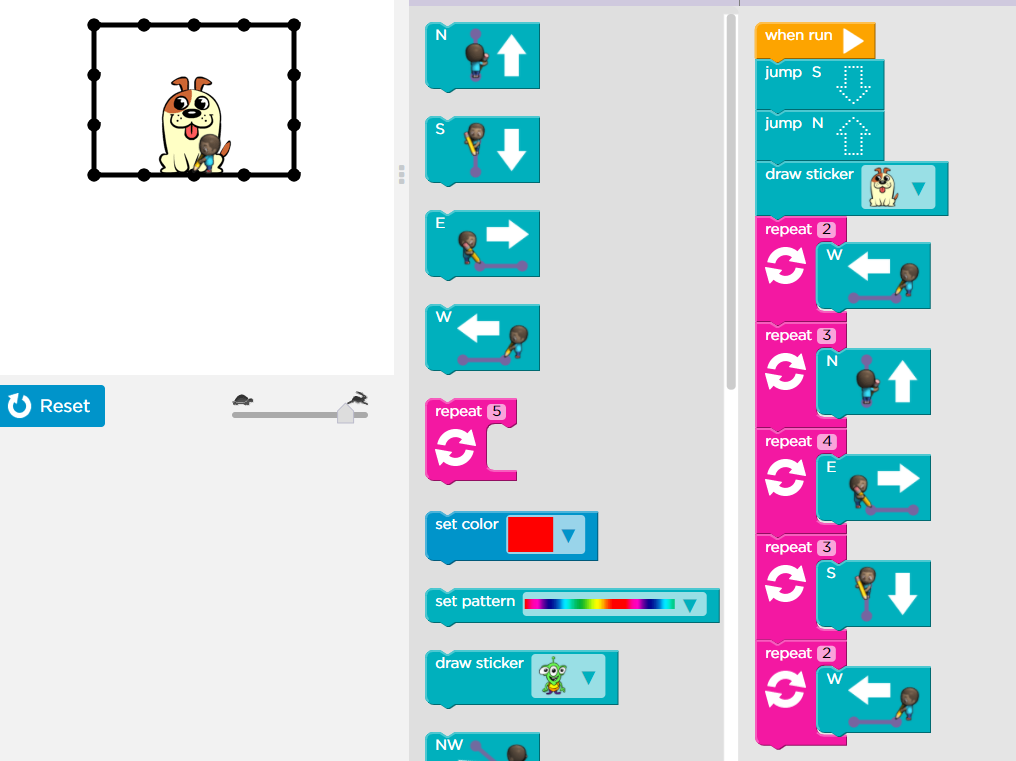 Reset
N
S
E
W
repeat 5
set color
set pattern
draw sticker
NW
when run
jump S
jump N
draw sticker
repeat 2
W
repeat 3
N
repeat 4
E
repeat 3
S
repeat 2
W